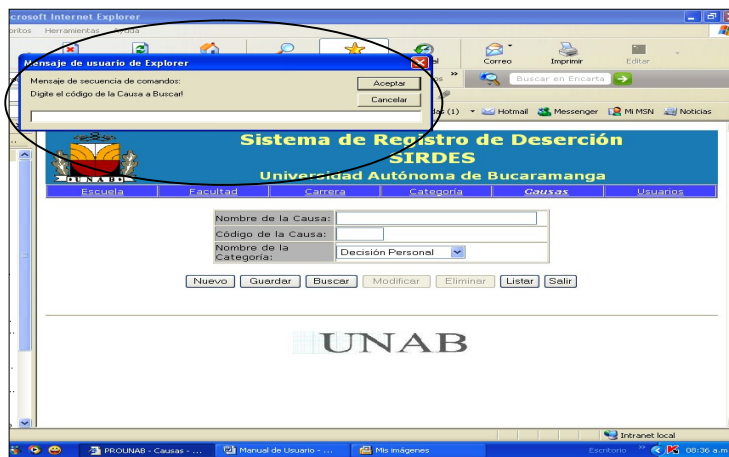 crosoft Internet Explorer
oritos Herramientas Ayuda
Correo Imprimir Editar
Mensaje de usuario de Explorer
Mensaje de secuencia de comandos:
Digite el código de la Causa a Buscar!
Aceptar
Cancelar
Buscar en Encarta
(1) Hotmail Messenger Mi MSN Noticias
Sistema de Registro de Deserción
SIRDES
Universidad Autónoma de Bucaramanga
UNAB
Escuela Facultad Carrera Categoría Causas Usuarios
Nombre de la Causa:
Código de la Causa:
Nombre de la
Categoría:
Decisión Personal
Nuevo Guardar Buscar Modificar Eliminar Listar Salir
UNAB
Intranet local
PROUNAB - Causas - ... Manual de Usuario - ... Mis imágenes Escritorio » 08:36 a.m.